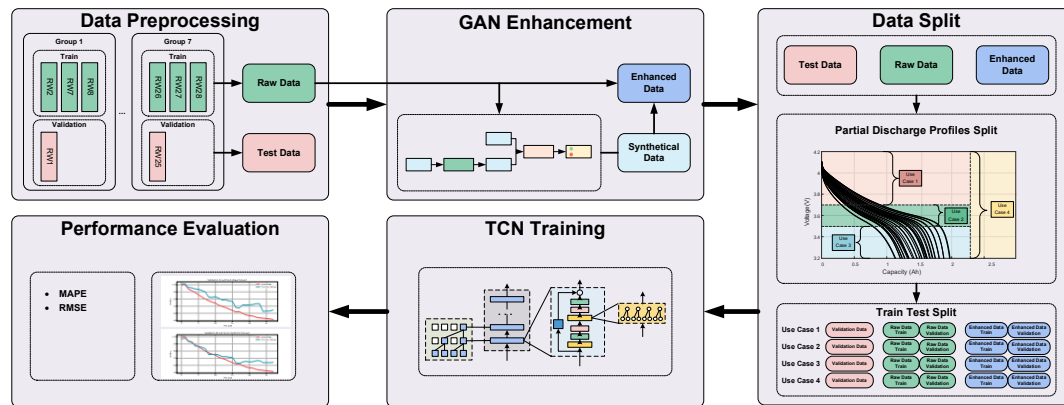 Data Preprocessing
Group 1
Train
RW2
RW7
RW8
Validation
RW1
...
Group 7
Train
RW26
RW27
RW28
Validation
RW25
Raw Data
Test Data
GAN Enhancement
Enhanced
Data
Synthetical
Data
Data Split
Test Data
Raw Data
Enhanced
Data
Partial Discharge Profiles Split
Voltage(V)
4.2
4
3.8
3.6
3.4
3.2
0
0.5
1
1.5
2
2.5
Capacity (Ah)
Use
Case 1
Use
Case 2
Use
Case 3
Use
Case 4
Train Test Split
Use Case 1
Validation Data
Raw Data
Train
Raw Data
Validation
Enhanced Data
Train
Enhanced Data
Validation
Use Case 2
Validation Data
Raw Data
Train
Raw Data
Validation
Enhanced Data
Train
Enhanced Data
Validation
Use Case 3
Validation Data
Raw Data
Train
Raw Data
Validation
Enhanced Data
Train
Enhanced Data
Validation
Use Case 4
Validation Data
Raw Data
Train
Raw Data
Validation
Enhanced Data
Train
Enhanced Data
Validation
TCN Training
Performance Evaluation
• MAPE
• RMSE